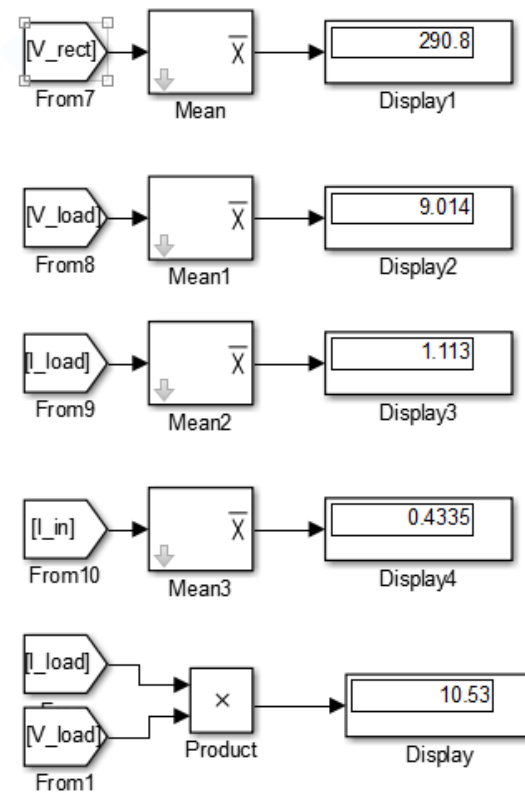 [V_rect]
X
290.8
From7
Mean
Display1
[V_load]
X
9.014
From8
Mean1
Display2
[I_load]
X
1.113
From9
Mean2
Display3
[I_in]
X
0.4335
From10
Mean3
Display4
[I_load]
×
10.53
[V_load]
Product
Display
From1